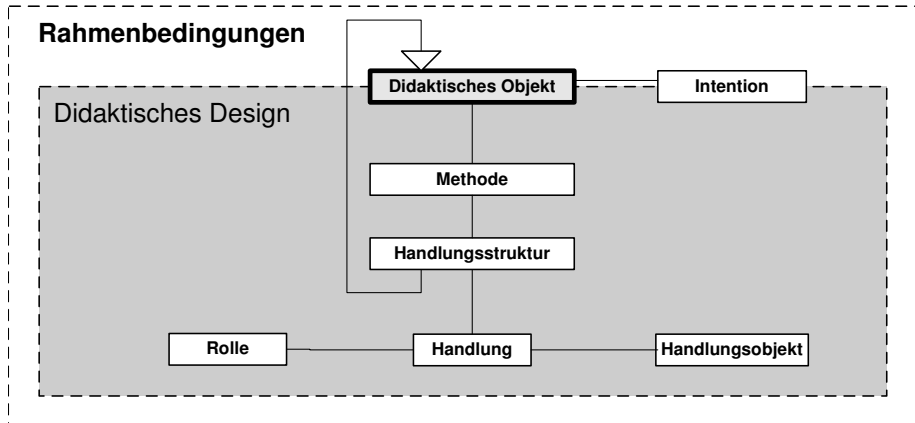 Rahmenbedingungen
Didaktisches Objekt
Intention
Didaktisches Design
Methode
Handlungsstruktur
Rolle
Handlung
Handlungsobjekt